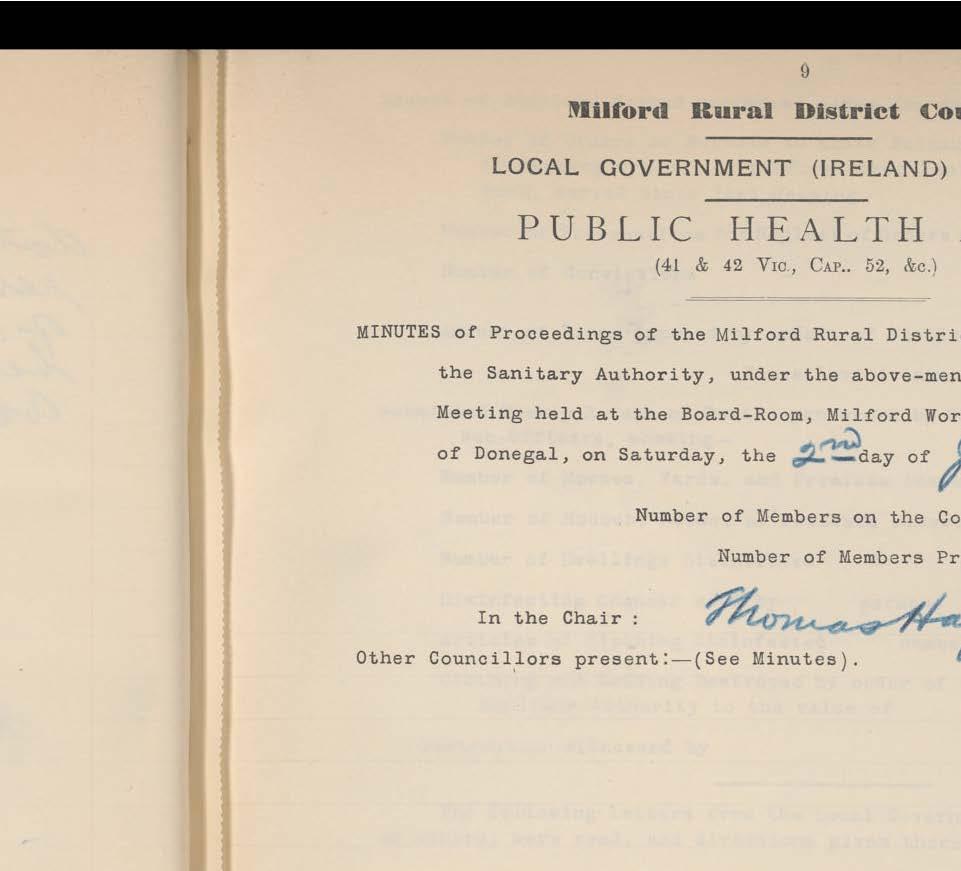 9
Milford Rural District Cou
LOCAL GOVERNMENT (IRELAND)
PUBLIC HEALTH
(41 & 42 VIC., CAP.. 52, &c.)
MINUTES of Proceedings of the Milford Rural Distri
the Sanitary Authority, under the above-men
Meeting held at the Board-Room, Milford Wor
of Donegal, on Saturday, the 2nd day of J
Number of Members on the Co
Number of Members Pr
In the Chair : Thomas Ha
Other Councillors present:—(See Minutes).